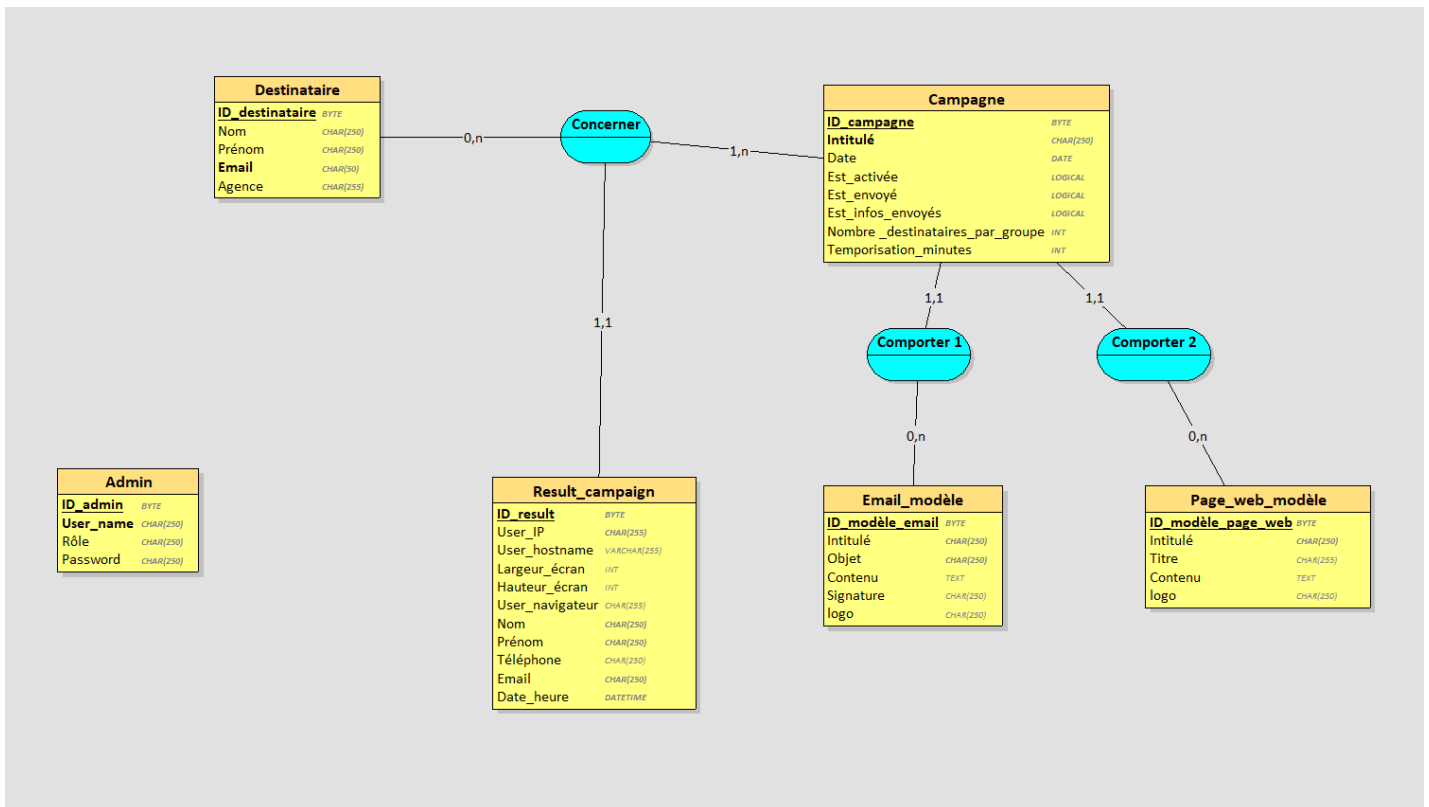 Destinataire
ID_destinataire BYTE
Nom CHAR(250)
Prénom CHAR(250)
Email CHAR(50)
Agence CHAR(255)
0,n
Concerner
1,n
Campagne
ID_campagne BYTE
Intitulé CHAR(250)
Date DATE
Est_activée LOGICAL
Est_envoyé LOGICAL
Est_infos_envoyés LOGICAL
Nombre _destinataires_par_groupe INT
Temporisation_minutes INT
1,1
1,1
1,1
Comporter 1
Comporter 2
0,n
0,n
Admin
ID_admin BYTE
User_name CHAR(250)
Rôle CHAR(250)
Password CHAR(250)
Result_campaign
ID_result BYTE
User_IP CHAR(255)
User_hostname VARCHAR(255)
Largeur_écran INT
Hauteur_écran INT
User_navigateur CHAR(255)
Nom CHAR(250)
Prénom CHAR(250)
Téléphone CHAR(250)
Email CHAR(250)
Date_heure DATETIME
Email_modèle
ID_modèle_email BYTE
Intitulé CHAR(250)
Objet CHAR(250)
Contenu TEXT
Signature CHAR(250)
logo CHAR(250)
Page_web_modèle
ID_modèle_page_web BYTE
Intitulé CHAR(250)
Titre CHAR(255)
Contenu TEXT
logo CHAR(250)